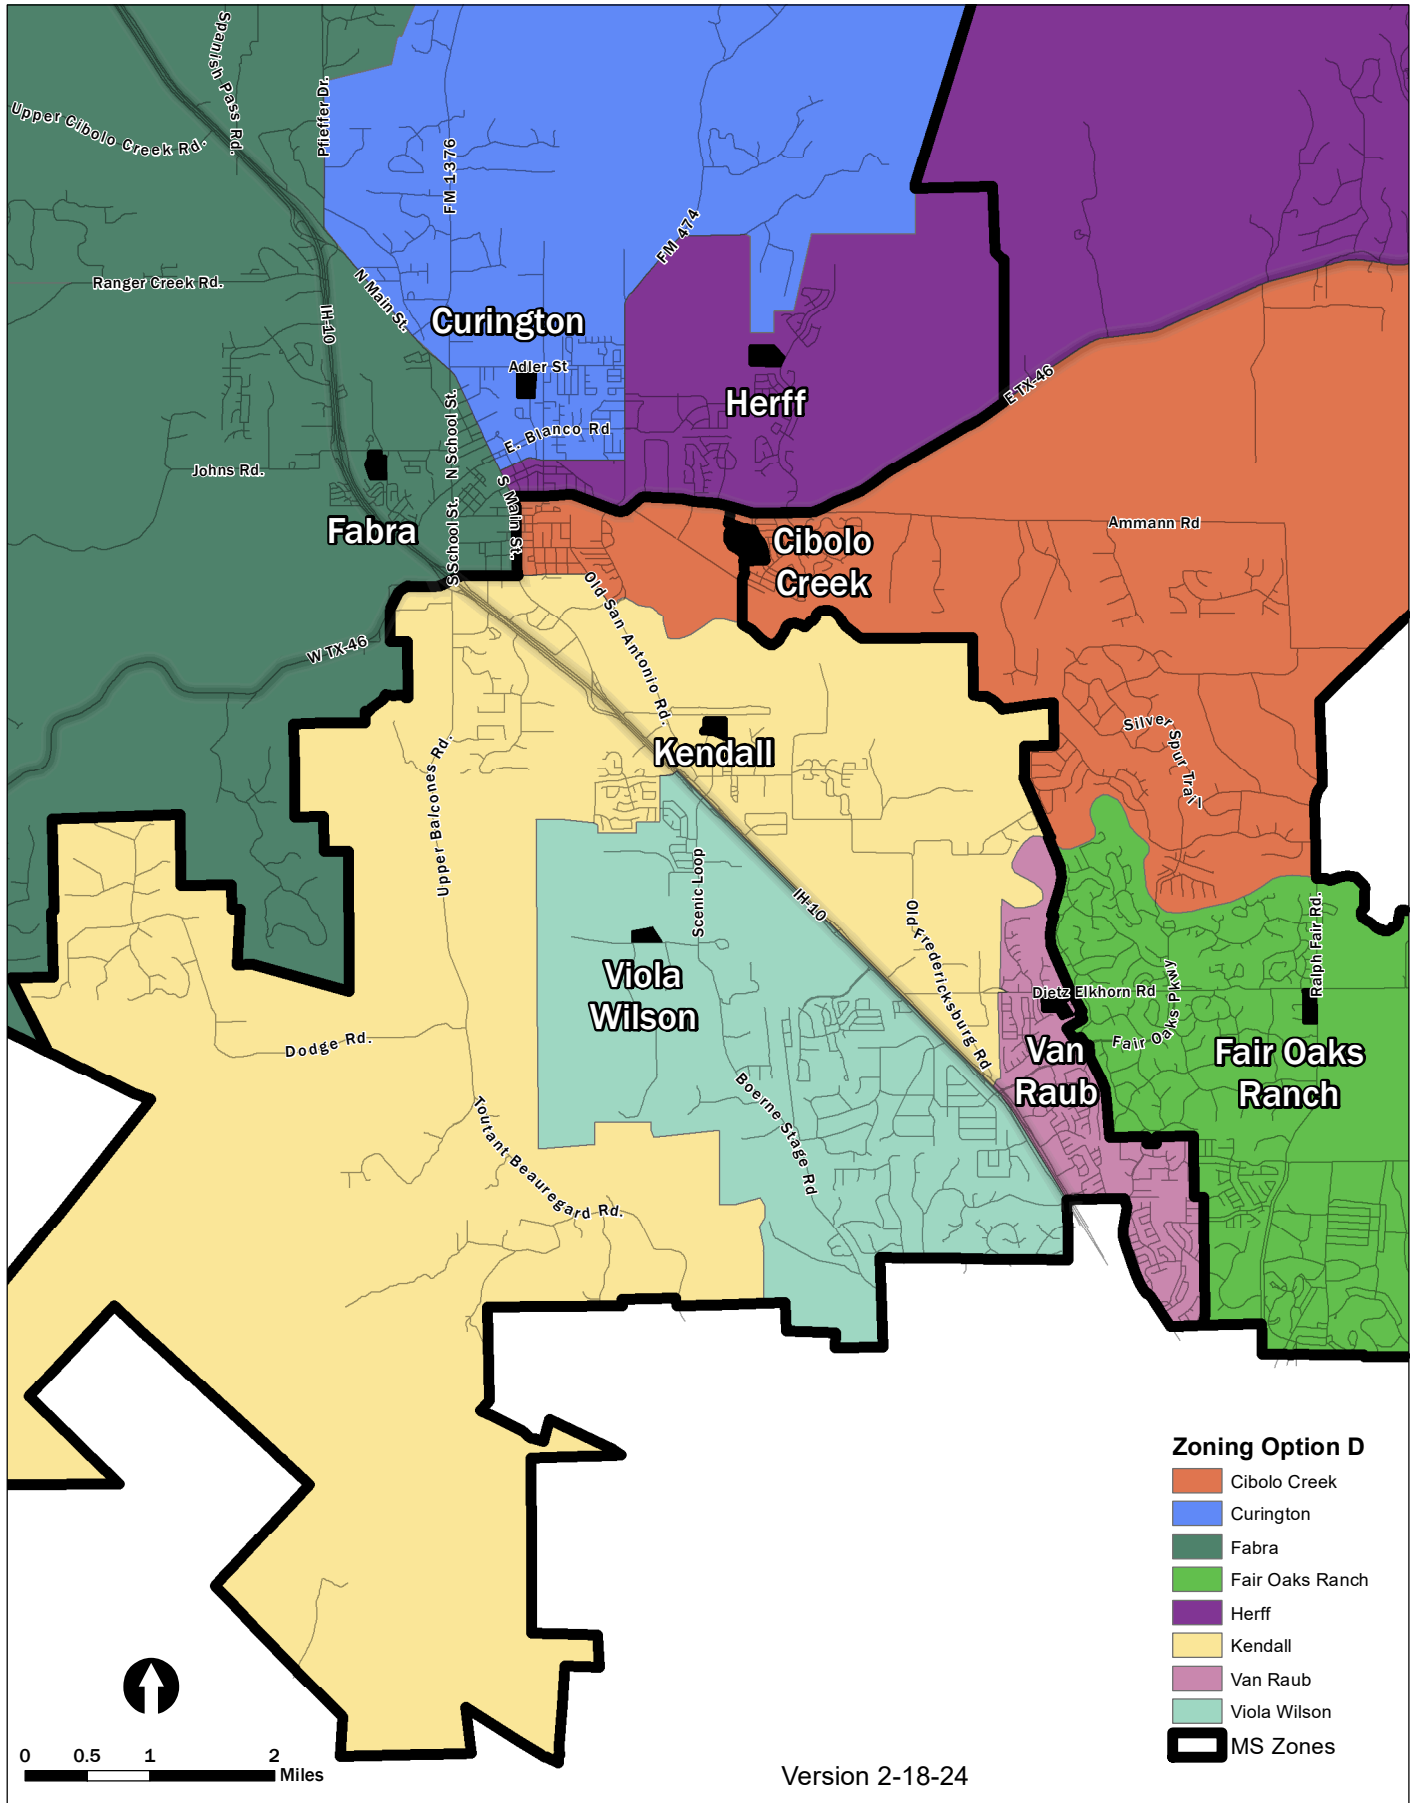 Spanish Pass Rd.
Upper Cibolo Creek Rd.
Pfieffer Dr.
FM 1376
FM 474
Ranger Creek Rd.
N Main St.
IH-10
Curington
Adler St
Herff
E TX-46
E. Blanco Rd
N School St.
Johns Rd.
S Main St.
Fabra
S School St.
Cibolo
Creek
Ammann Rd
Old San Antonio Rd.
W TX-46
Silver Spur Trail
Kendall
Upper Balcones Rd.
Scenic Loop
IH-10
Old Fredericksburg Rd
Ralph Fair Rd.
Viola
Wilson
Dietz Elkhorn Rd
Fair Oaks Pkwy
Van
Raub
Fair Oaks
Ranch
Dodge Rd.
Boerne Stage Rd
Toutant Beauregard Rd.
Zoning Option D
Cibolo Creek
Curington
Fabra
Fair Oaks Ranch
Herff
Kendall
Van Raub
Viola Wilson
MS Zones
0 0.5 1 2
Miles
Version 2-18-24